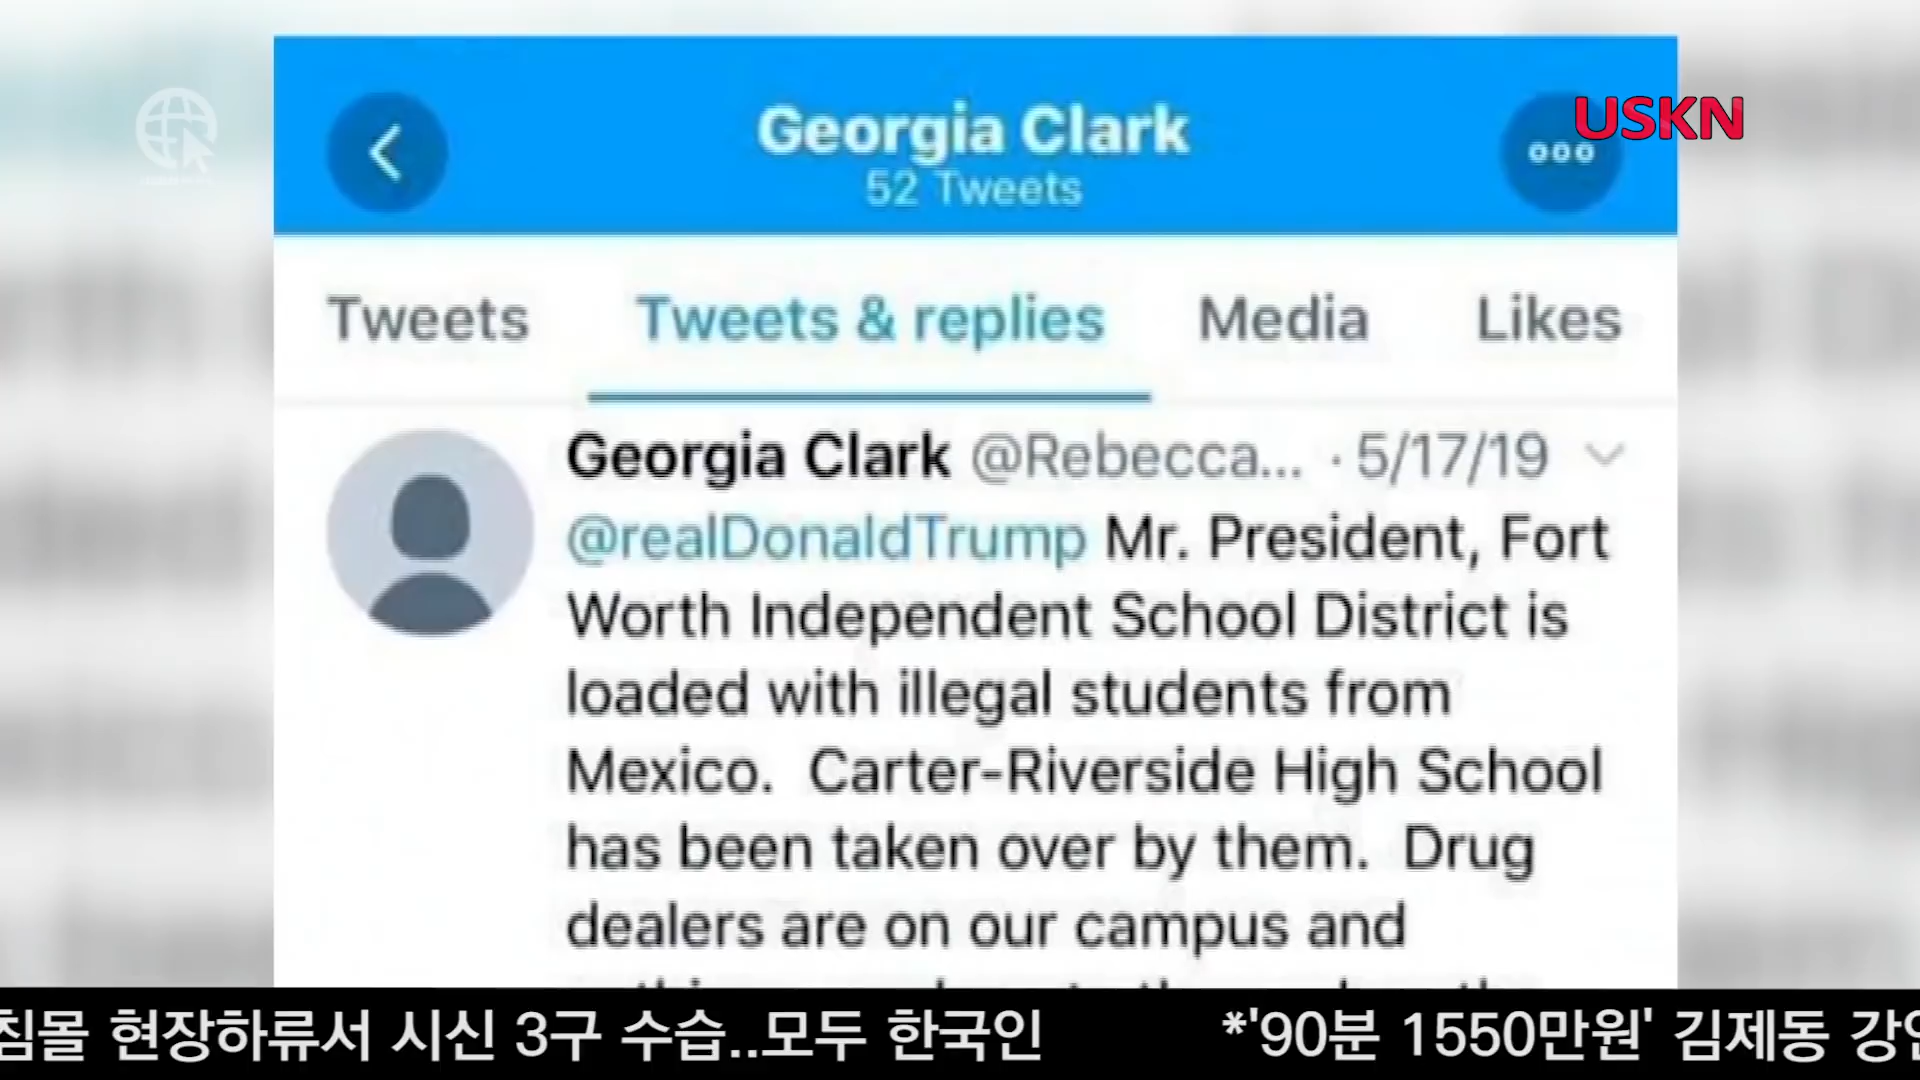 Georgia Clark
52 Tweets
USKN
Tweets Tweets & replies Media Likes
Georgia Clark @Rebecca... · 5/17/19
@realDonaldTrump Mr. President, Fort
Worth Independent School District is
loaded with illegal students from
Mexico. Carter-Riverside High School
has been taken over by them. Drug
dealers are on our campus and
침몰 현장하류서 시신 3구 수습..모두 한국인 *'90분 1550만원' 김제동